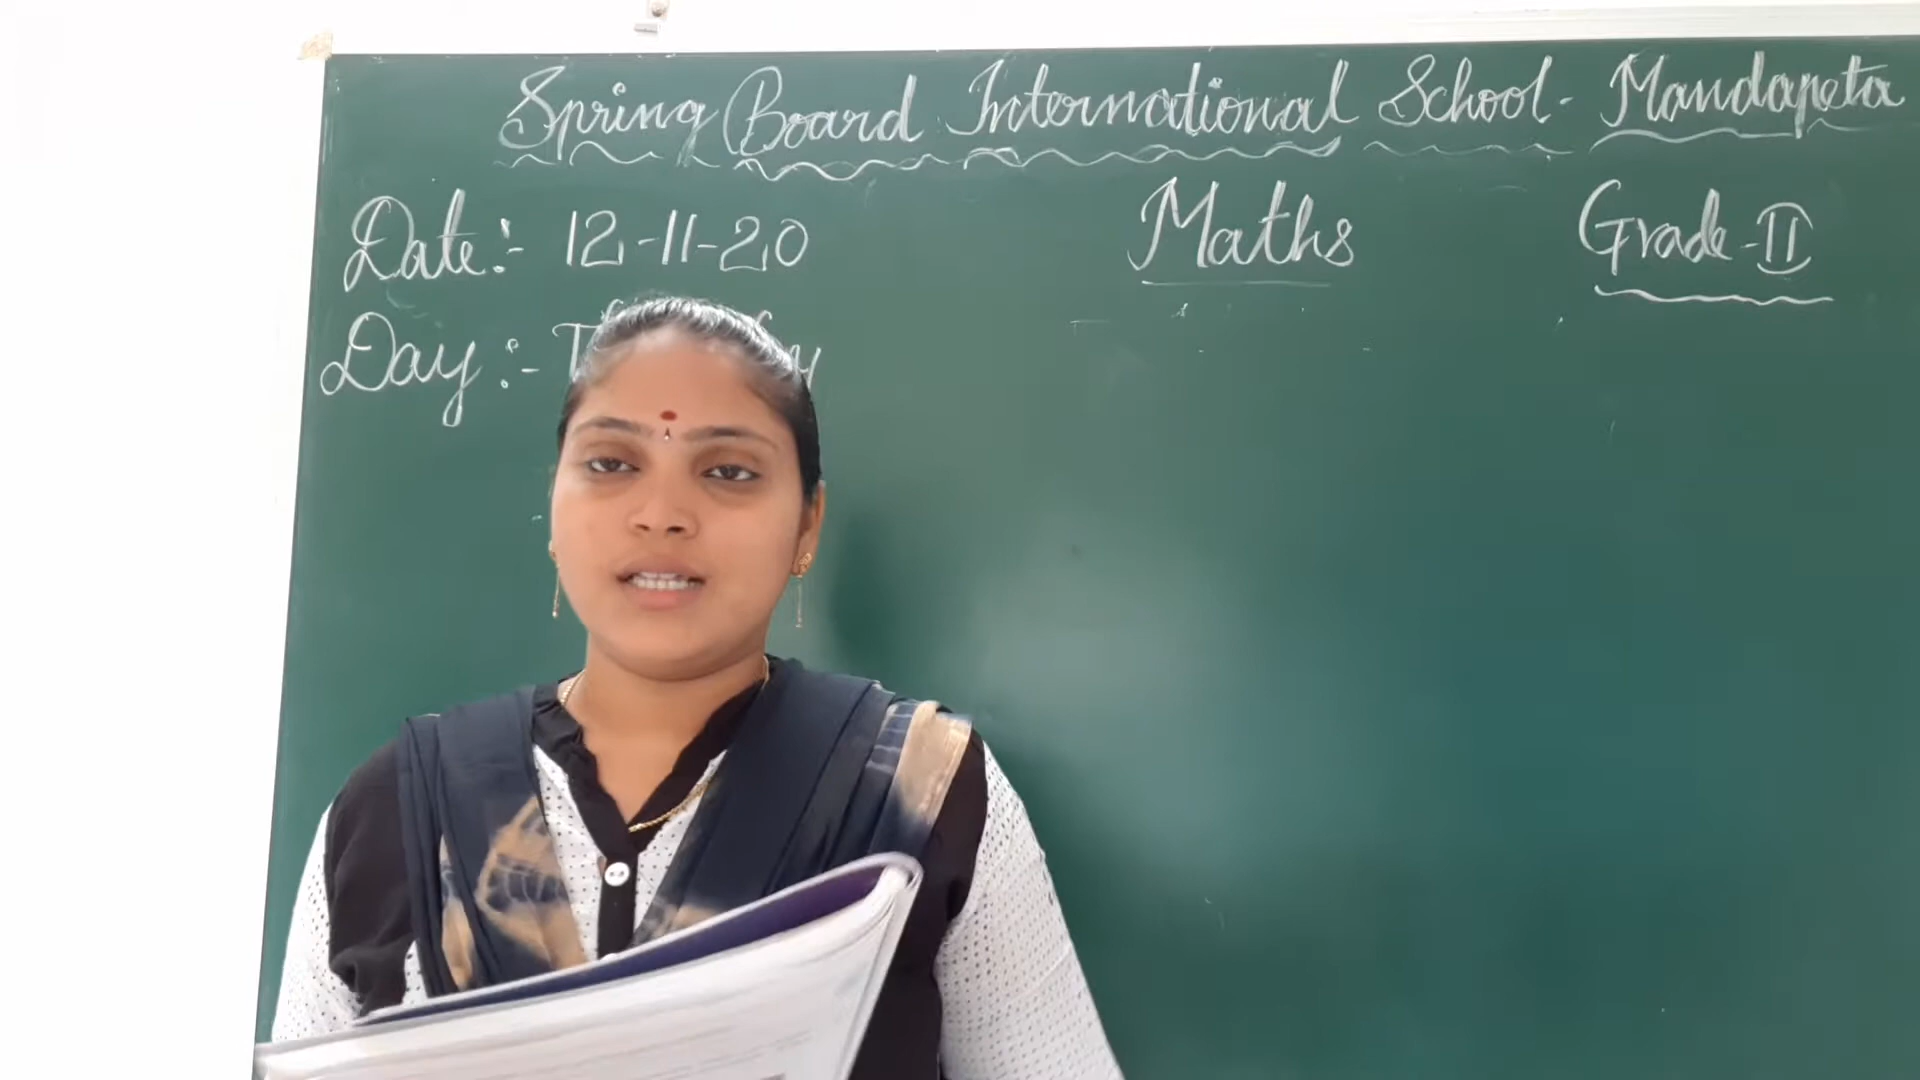 Spring Board International School - Mandapeta
Date:- 12-11-20
Maths
Grade-II
Day:-